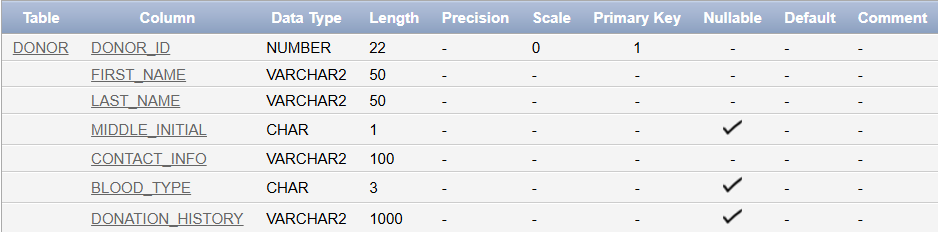 Table Column Data Type Length Precision Scale Primary Key Nullable Default Comment
DONOR DONOR_ID NUMBER 22 - 0 1 - - -
FIRST_NAME VARCHAR2 50 - - - - - -
LAST_NAME VARCHAR2 50 - - - - - -
MIDDLE_INITIAL CHAR 1 - - - ✓ - -
CONTACT_INFO VARCHAR2 100 - - - - - -
BLOOD_TYPE CHAR 3 - - - ✓ - -
DONATION_HISTORY VARCHAR2 1000 - - - ✓ - -